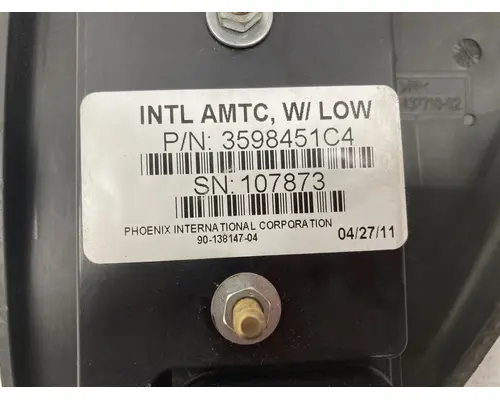 INTL AMTC, W/ LOW
P/N: 3598451C4
SN: 107873
PHOENIX INTERNATIONAL CORPORATION
90-138147-04
04/27/11